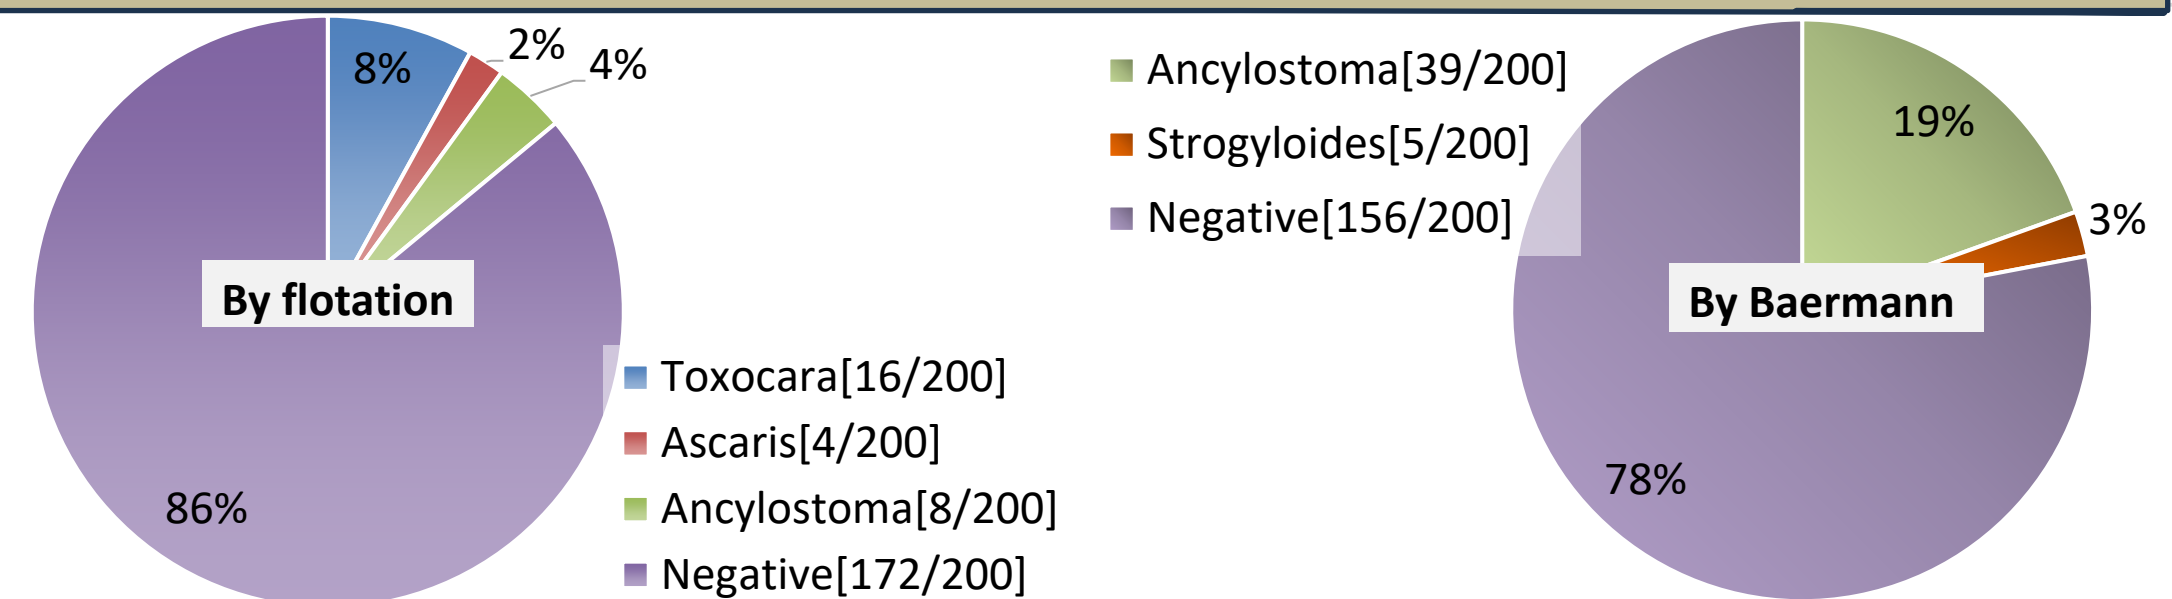 8%
2%
4%
86%
By flotation
Toxocara[16/200]
Ascaris[4/200]
Ancylostoma[8/200]
Negative[172/200]
Ancylostoma[39/200]
Strogyloides[5/200]
Negative[156/200]
19%
3%
78%
By Baermann